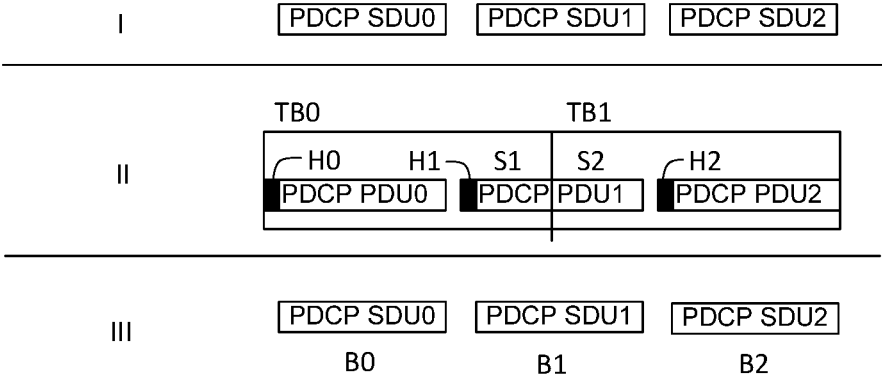 I PDCP SDU0 PDCP SDU1 PDCP SDU2
TB0 TB1
H0 H1 S1 S2 H2
II PDCP PDU0 PDCP PDU1 PDCP PDU2
III PDCP SDU0 PDCP SDU1 PDCP SDU2
B0 B1 B2